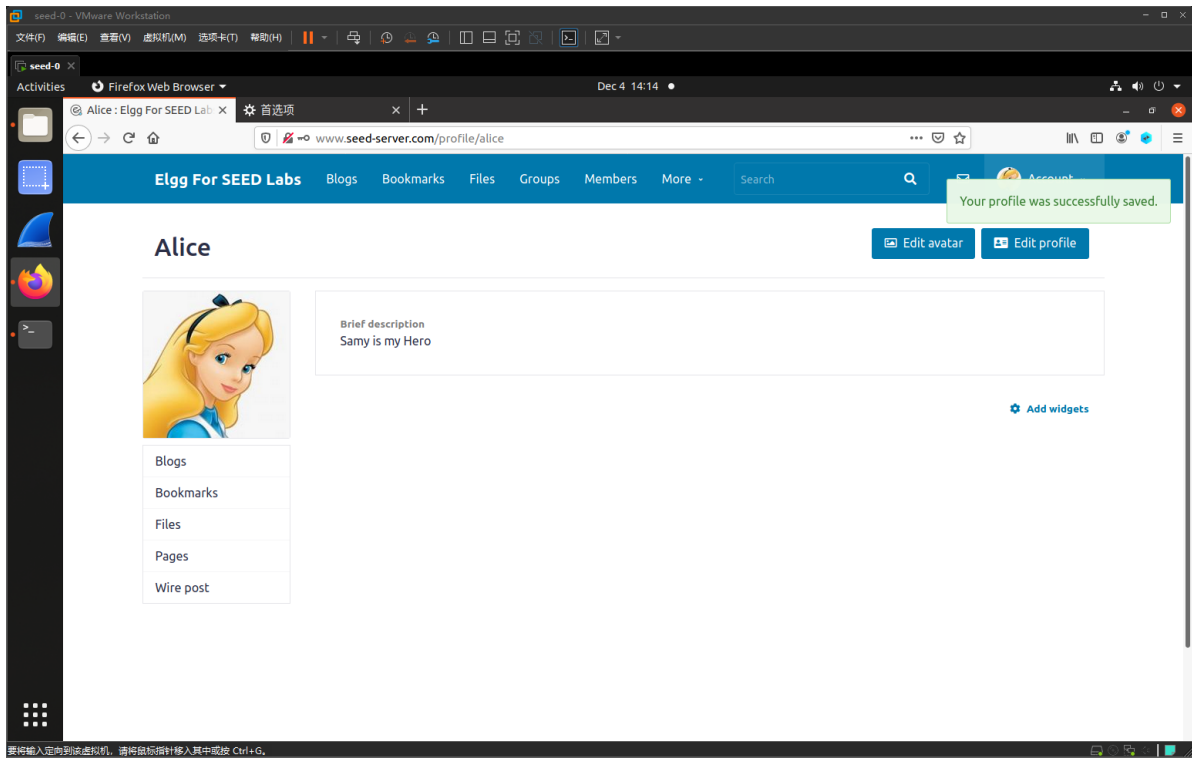 seed-0 - VMware Workstation
文件(F) 编辑(E) 查看(V) 虚拟机(M) 选项卡(T) 帮助(H)
seed-0
Activities Firefox Web Browser Dec 4 14:14
Alice : Elgg For SEED Lab 首选项
www.seed-server.com/profile/alice
Elgg For SEED Labs Blogs Bookmarks Files Groups Members More Search Account
Your profile was successfully saved.
Alice Edit avatar Edit profile
Brief description
Samy is my Hero
Add widgets
Blogs
Bookmarks
Files
Pages
Wire post
要将输入定向到该虚拟机，请将鼠标指针移入其中或按 Ctrl+G。